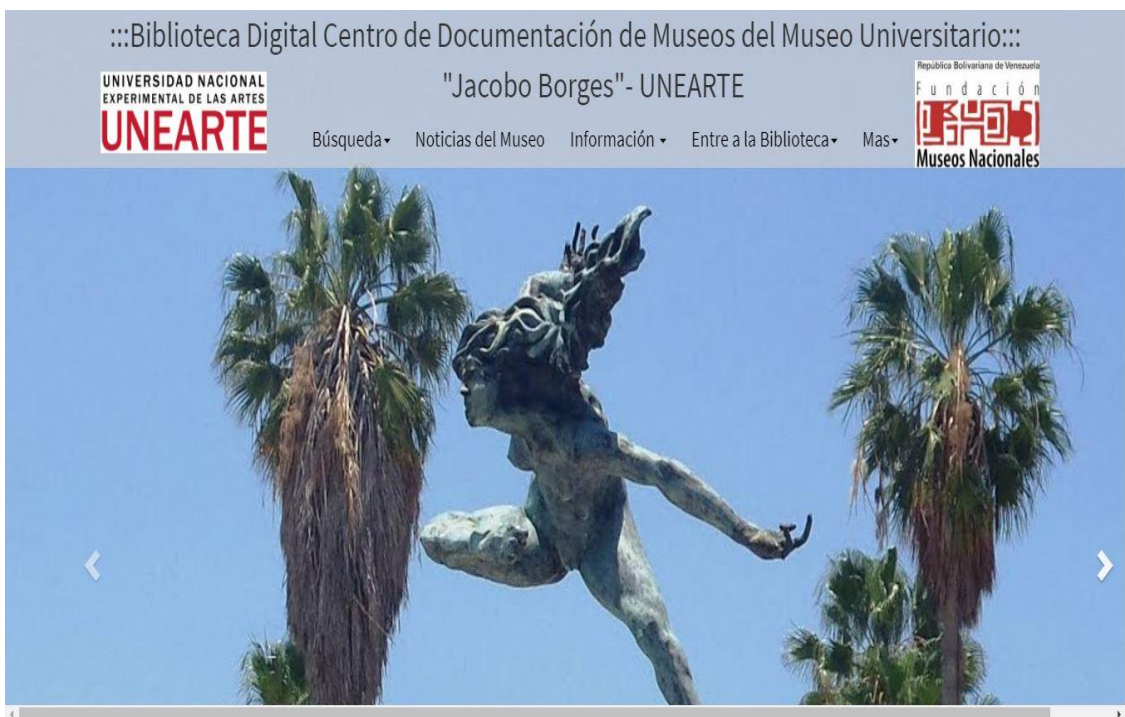 :::Biblioteca Digital Centro de Documentación de Museos del Museo Universitario:::
"Jacobo Borges"- UNEARTE
UNIVERSIDAD NACIONAL
EXPERIMENTAL DE LAS ARTES
UNEARTE
República Bolivariana de Venezuela
Fundación
Museos Nacionales
Búsqueda
Noticias del Museo
Información
Entre a la Biblioteca
Mas